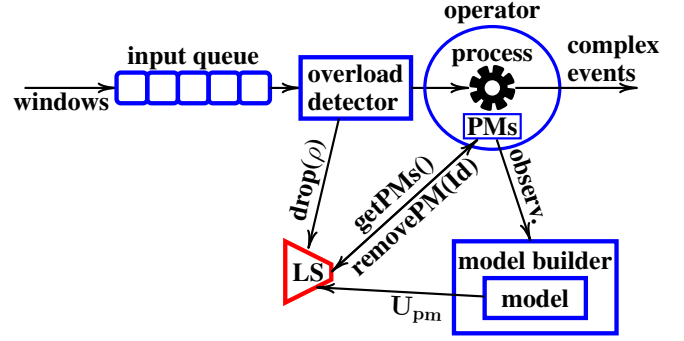 operator
input queue
process
complex
events
windows
overload
detector
PMs
drop(ρ)
getPMs()
removePM(Id)
observ.
LS
model builder
model
U_pm